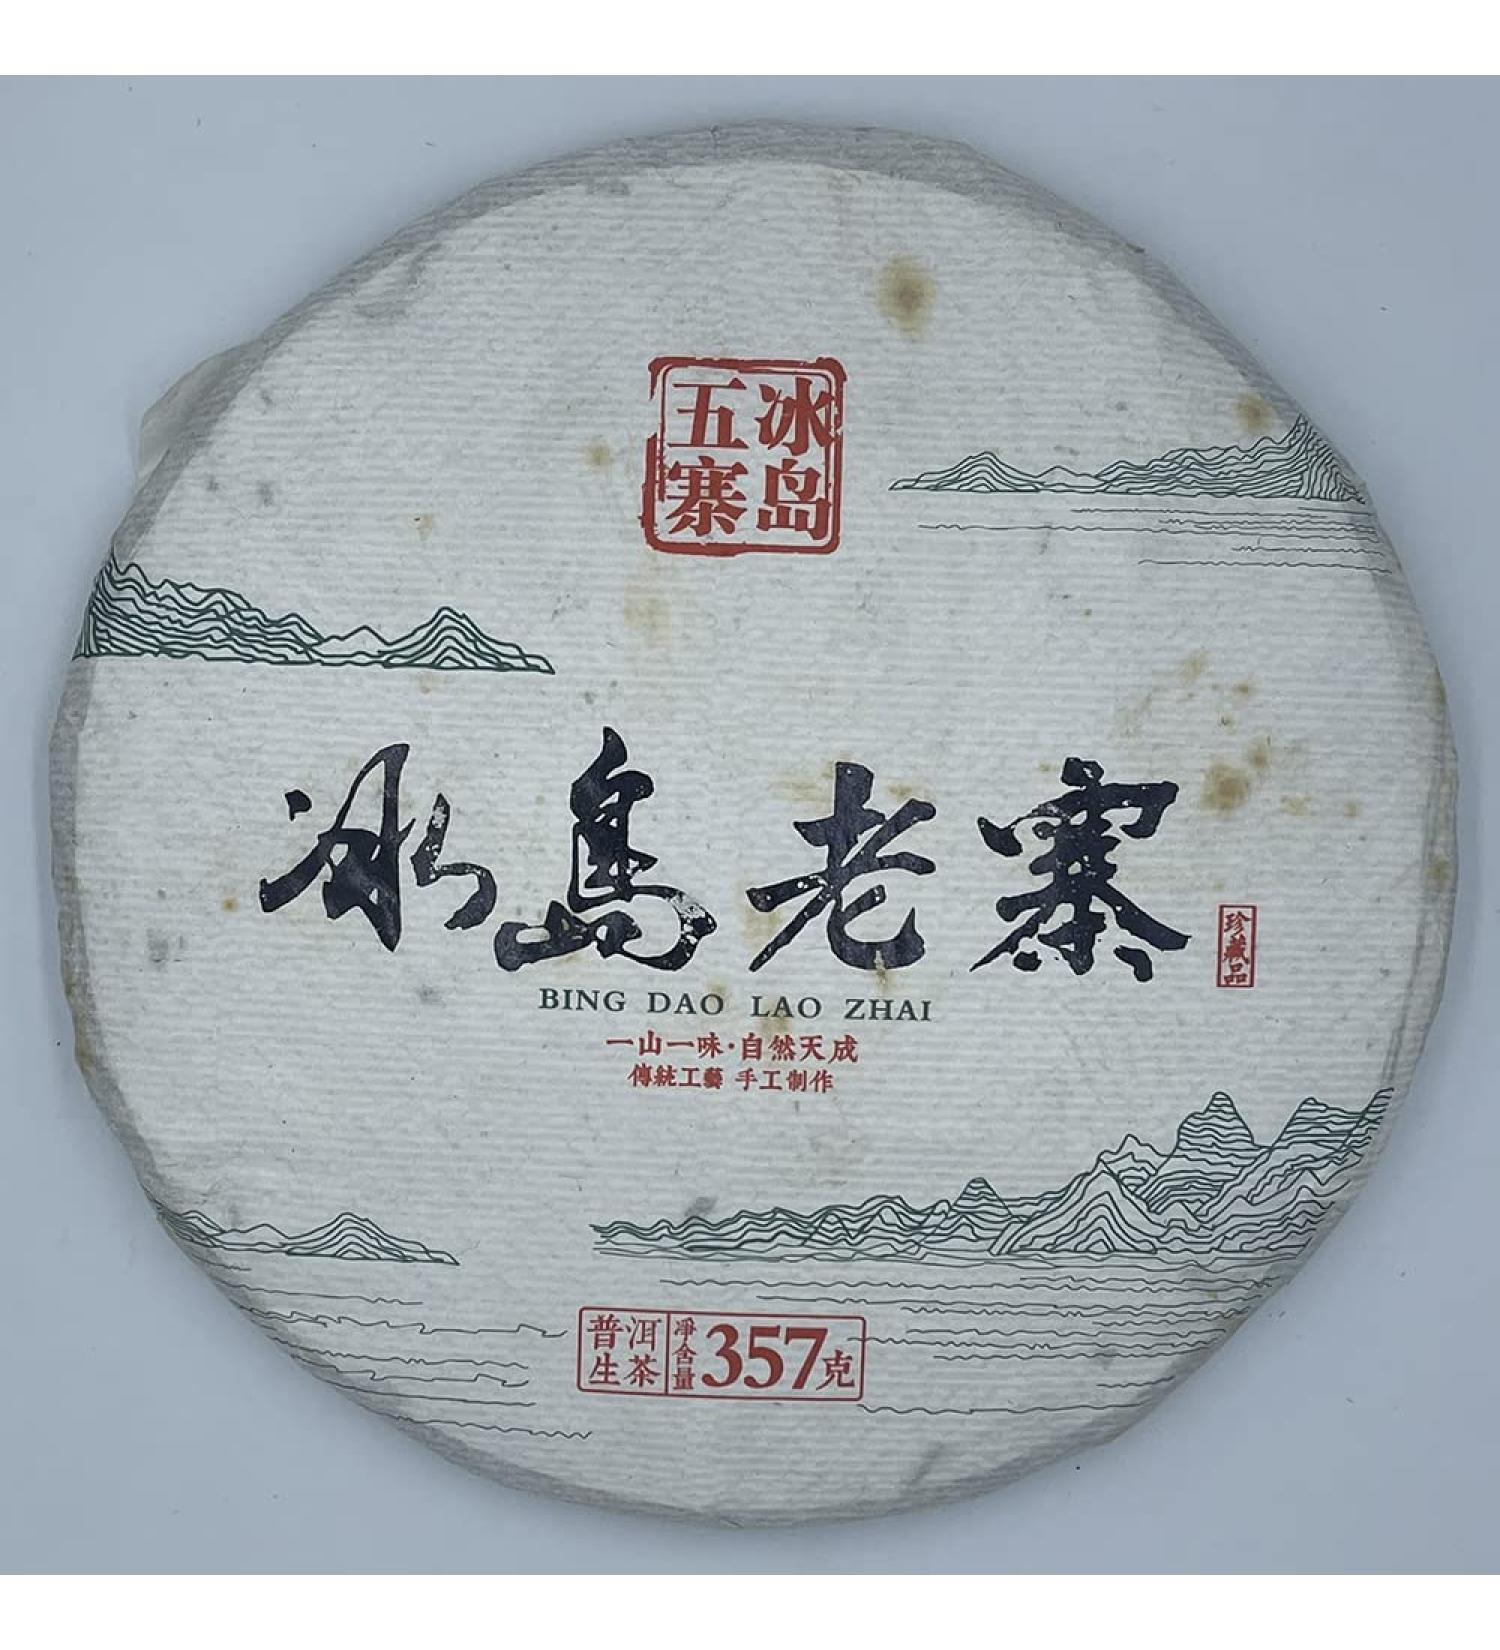 冰岛
五寨
冰島老寨
珍藏品
BING DAO LAO ZHAI
一山一味·自然天成
傳統工藝 手工制作
普洱
生茶
净含量
357克